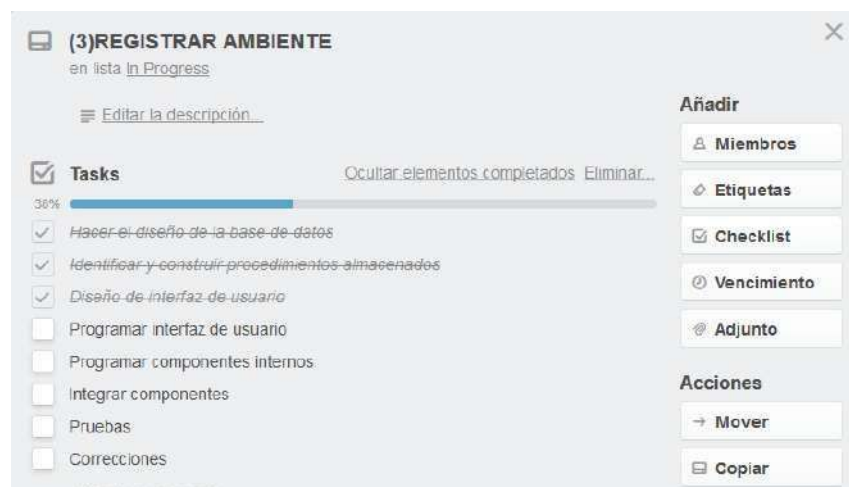 (3)REGISTRAR AMBIENTE
en lista In Progress
Editar la descripción...
Tasks
Ocultar elementos completados Eliminar...
38%
Hacer el diseño de la base de datos
Identificar y construir procedimientos almacenados
Diseño de interfaz de usuario
Programar interfaz de usuario
Programar componentes internos
Integrar componentes
Pruebas
Correcciones
Añadir
Miembros
Etiquetas
Checklist
Vencimiento
Adjunto
Acciones
Mover
Copiar